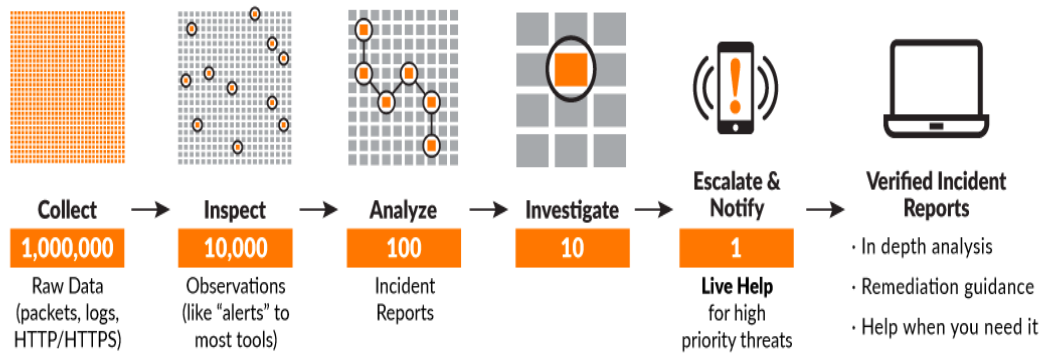 Collect
1,000,000
Raw Data
(packets, logs,
HTTP/HTTPS)
Inspect
10,000
Observations
(like “alerts” to
most tools)
Analyze
100
Incident
Reports
Investigate
10
Escalate &
Notify
1
Live Help
for high
priority threats
Verified Incident
Reports
· In depth analysis
· Remediation guidance
· Help when you need it